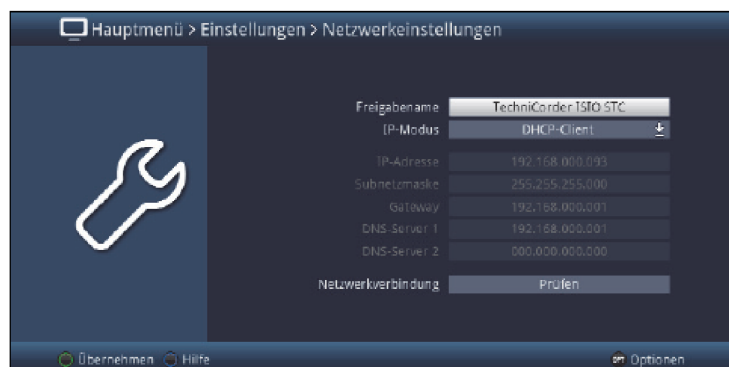 Hauptmenü > Einstellungen > Netzwerkeinstellungen
Freigabename TechniCorder ISIO STC
IP-Modus DHCP-Client
IP-Adresse 192.168.000.093
Subnetzmaske 255.255.255.000
Gateway 192.168.000.001
DNS-Server 1 192.168.000.001
DNS-Server 2 000.000.000.000
Netzwerkverbindung Prüfen
Übernehmen Hilfe OPT Optionen